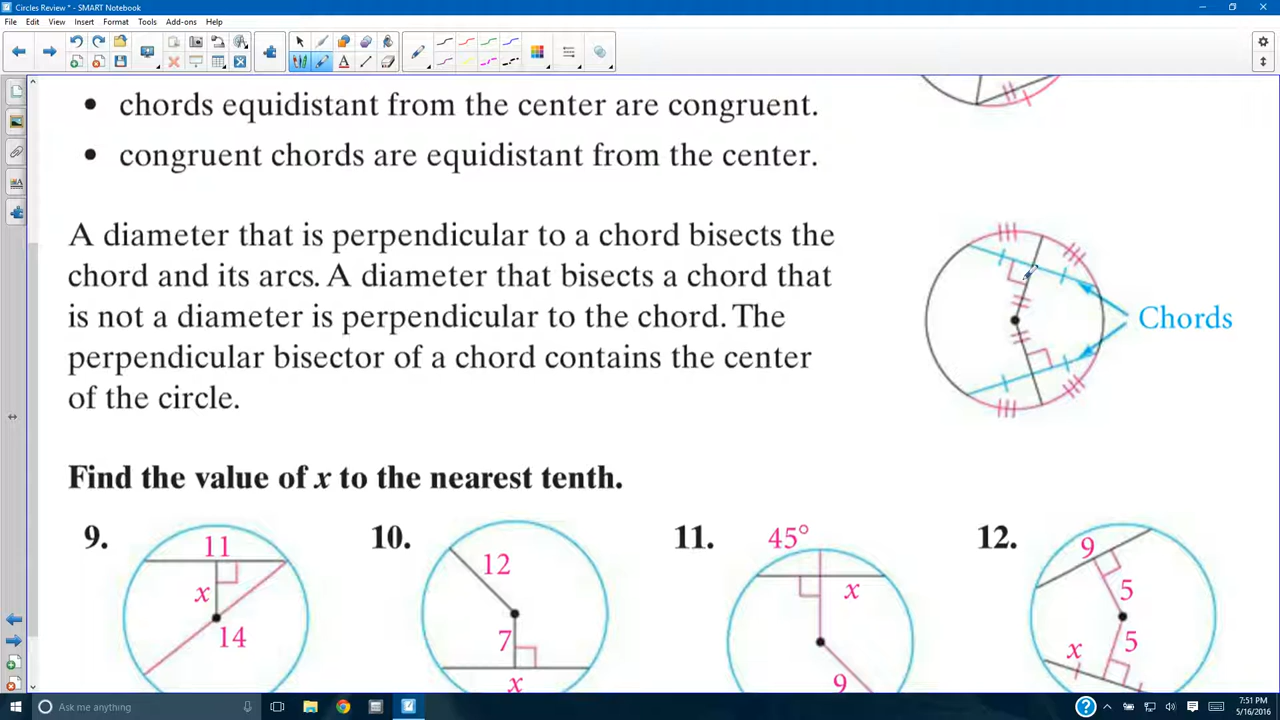 Circles Review * - SMART Notebook
File Edit View Insert Format Tools Add-ons Help
• chords equidistant from the center are congruent.
• congruent chords are equidistant from the center.
A diameter that is perpendicular to a chord bisects the
chord and its arcs. A diameter that bisects a chord that
is not a diameter is perpendicular to the chord. The
perpendicular bisector of a chord contains the center
of the circle.
Chords
Find the value of x to the nearest tenth.
9.
11
x
14
10.
12
7
x
11.
45°
x
9
12.
9
5
5
x
Ask me anything
7:51 PM
5/16/2016